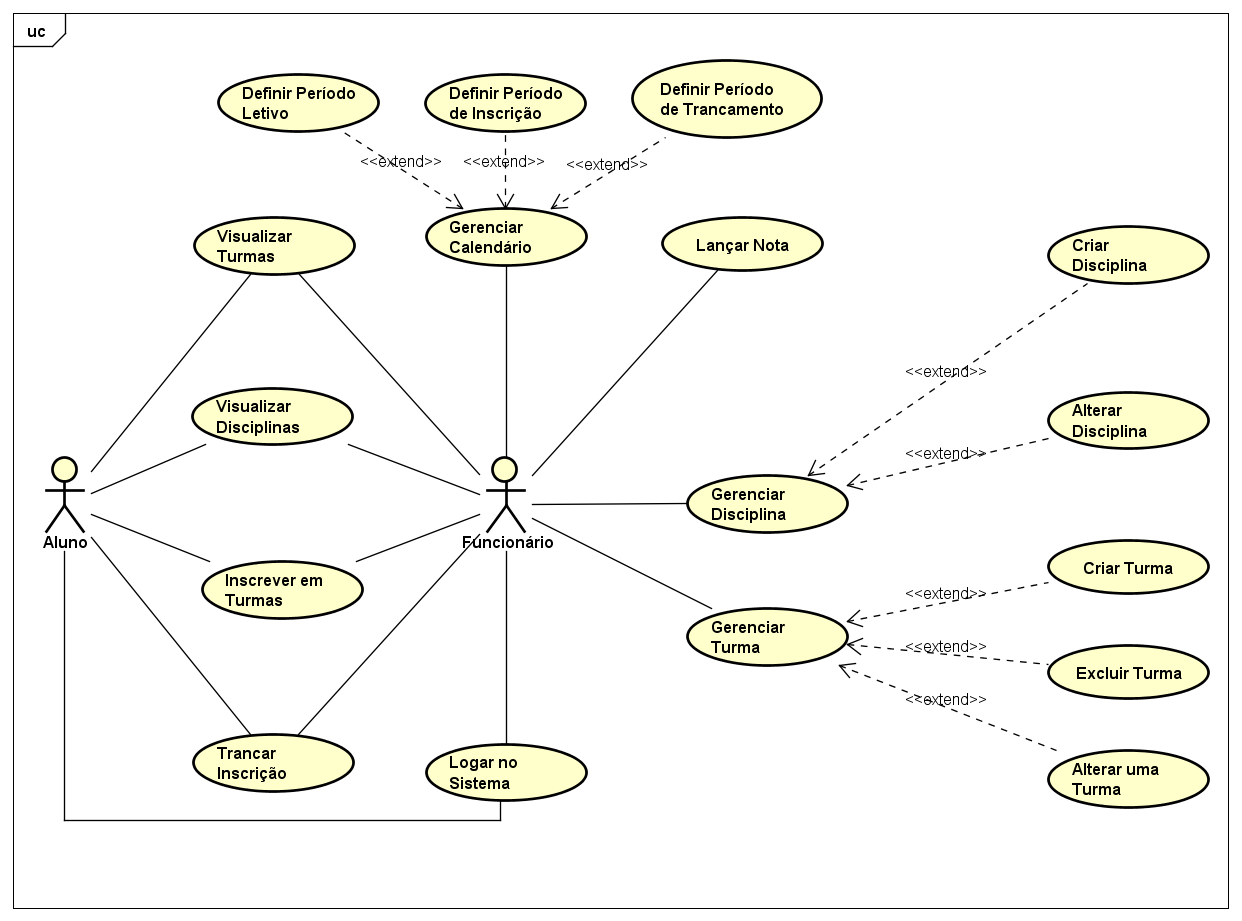 uc
Definir Período
Letivo
Definir Período
de Inscrição
Definir Período
de Trancamento
<<extend>>
<<extend>>
<<extend>>
Visualizar
Turmas
Gerenciar
Calendário
Lançar Nota
Criar
Disciplina
<<extend>>
Visualizar
Disciplinas
Alterar
Disciplina
<<extend>>
Gerenciar
Disciplina
Aluno
Funcionário
Inscrever em
Turmas
Criar Turma
<<extend>>
Gerenciar
Turma
<<extend>>
Excluir Turma
<<extend>>
Trancar
Inscrição
Logar no
Sistema
Alterar uma
Turma